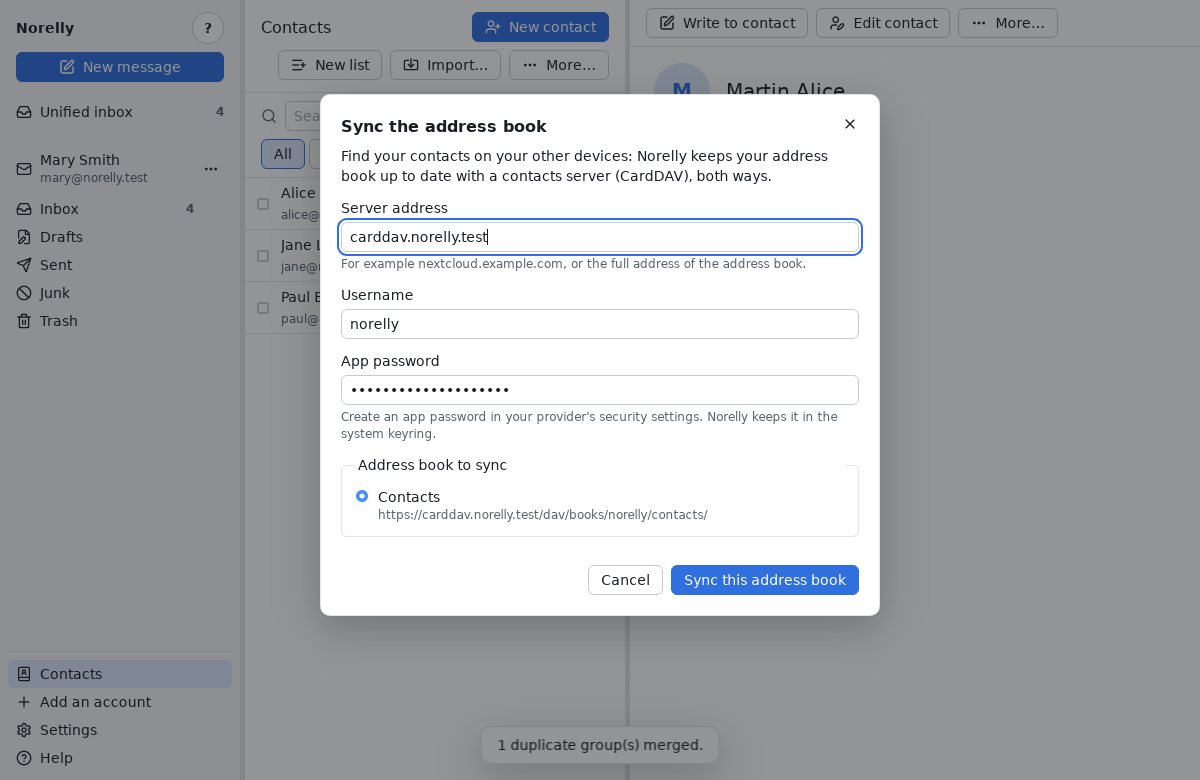 Norelly
?
New message
Unified inbox
4
Mary Smith
mary@norelly.test
Inbox
4
Drafts
Sent
Junk
Trash
Contacts
Add an account
Settings
Help
Contacts
New contact
New list
Import...
More...
Sea
All
Alice
alice@
Jane L
jane@
Paul
paul@
Write to contact
Edit contact
More...
M
Martin Alice
Sync the address book
Find your contacts on your other devices: Norelly keeps your address
book up to date with a contacts server (CardDAV), both ways.
Server address
carddav.norelly.test
For example nextcloud.example.com, or the full address of the address book.
Username
norelly
App password
••••••••••••••••••••
Create an app password in your provider's security settings. Norelly keeps it in the
system keyring.
Address book to sync
Contacts
https://carddav.norelly.test/dav/books/norelly/contacts/
Cancel
Sync this address book
1 duplicate group(s) merged.